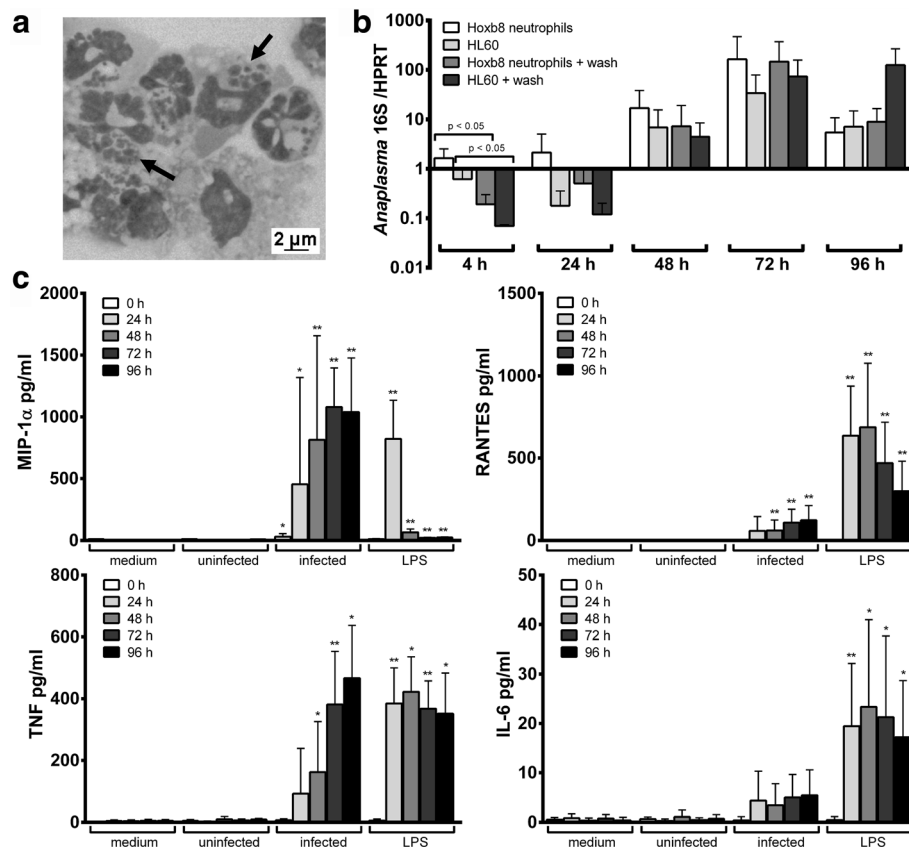 a
2 µm
b
Anaplasma 16S /HPRT
1000
100
10
1
0.1
0.01
Hoxb8 neutrophils
HL60
Hoxb8 neutrophils + wash
HL60 + wash
p < 0.05
p < 0.05
4 h
24 h
48 h
72 h
96 h
c
MIP-1α pg/ml
2000
1500
1000
500
0
0 h
24 h
48 h
72 h
96 h
*
*
**
**
**
**
**
**
**
medium
uninfected
infected
LPS
RANTES pg/ml
1500
1000
500
0
0 h
24 h
48 h
72 h
96 h
**
**
**
**
**
**
**
medium
uninfected
infected
LPS
TNF pg/ml
800
600
400
200
0
0 h
24 h
48 h
72 h
96 h
*
**
*
**
*
**
*
medium
uninfected
infected
LPS
IL-6 pg/ml
50
40
30
20
10
0
0 h
24 h
48 h
72 h
96 h
**
*
*
*
medium
uninfected
infected
LPS